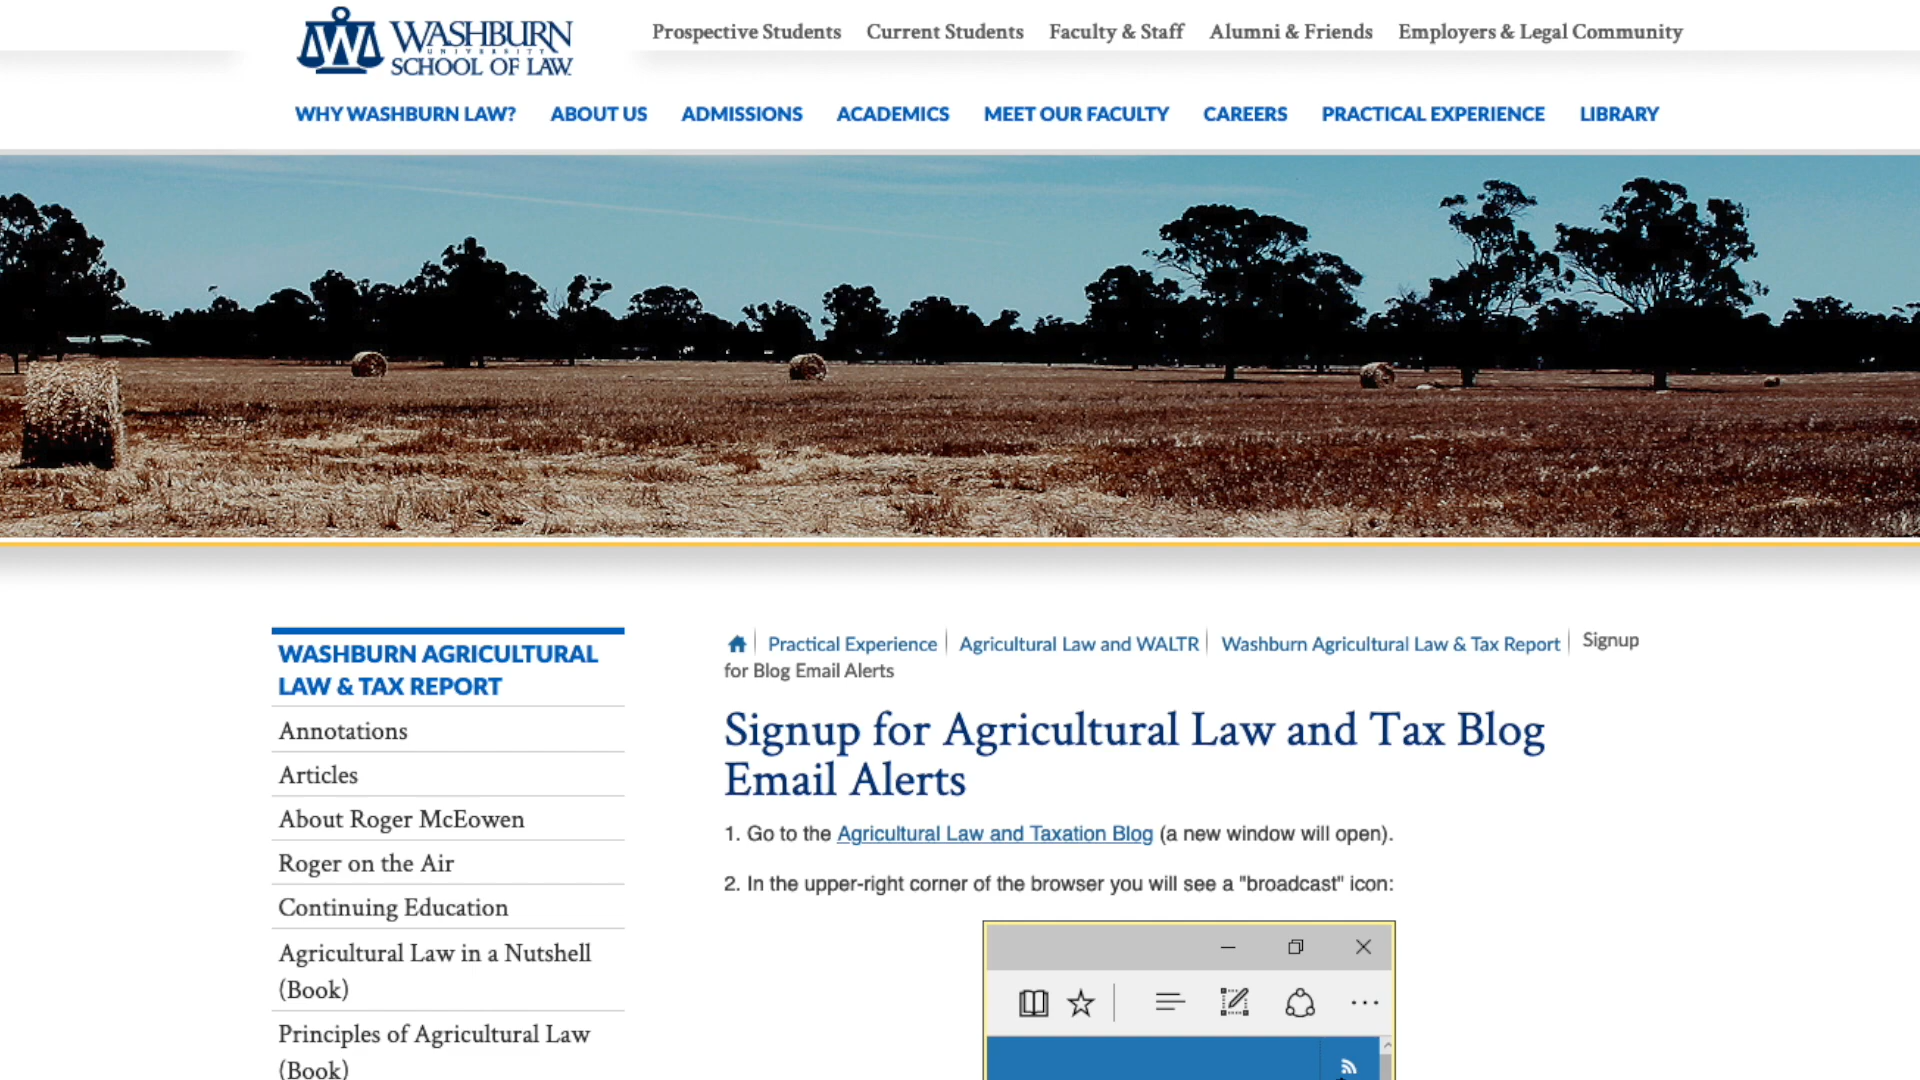 WASHBURN
UNIVERSITY
SCHOOL OF LAW
Prospective Students Current Students Faculty & Staff Alumni & Friends Employers & Legal Community
WHY WASHBURN LAW? ABOUT US ADMISSIONS ACADEMICS MEET OUR FACULTY CAREERS PRACTICAL EXPERIENCE LIBRARY
WASHBURN AGRICULTURAL
LAW & TAX REPORT
Annotations
Articles
About Roger McEowen
Roger on the Air
Continuing Education
Agricultural Law in a Nutshell
(Book)
Principles of Agricultural Law
(Book)
Practical Experience Agricultural Law and WALTR Washburn Agricultural Law & Tax Report Signup
for Blog Email Alerts
Signup for Agricultural Law and Tax Blog
Email Alerts
1. Go to the Agricultural Law and Taxation Blog (a new window will open).
2. In the upper-right corner of the browser you will see a "broadcast" icon: